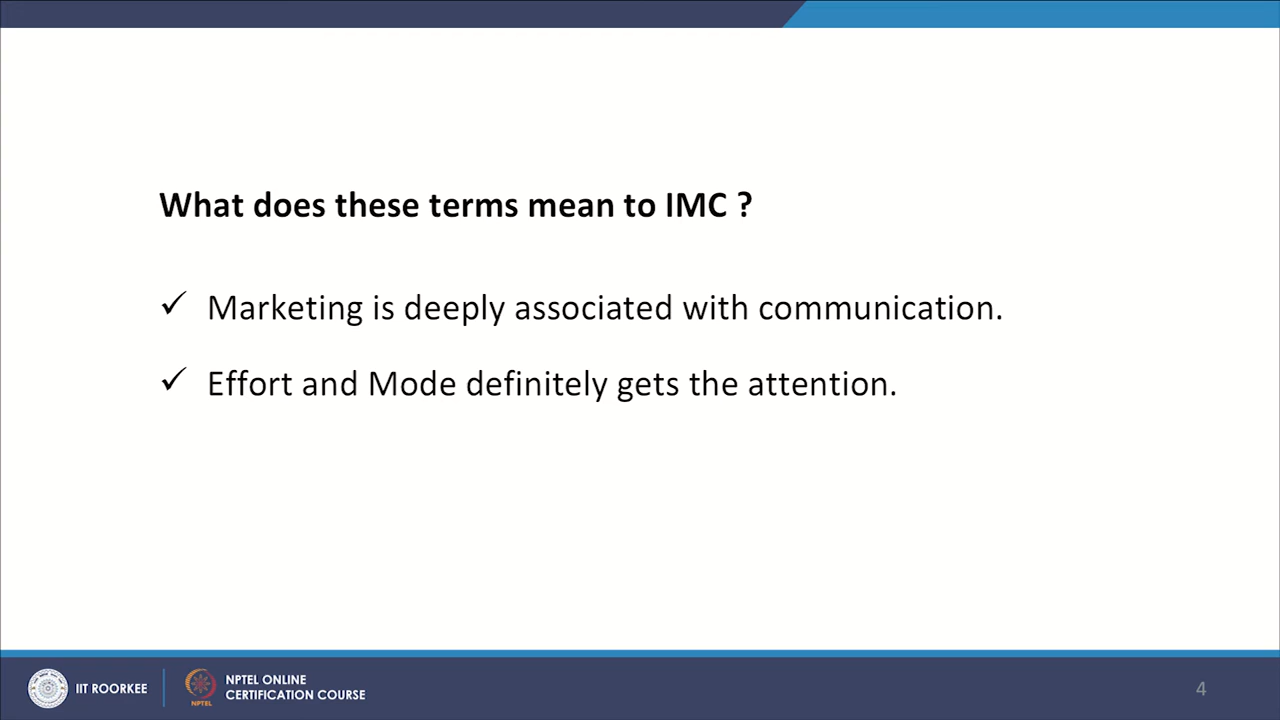 What does these terms mean to IMC ?
✓ Marketing is deeply associated with communication.
✓ Effort and Mode definitely gets the attention.
IIT ROORKEE
NPTEL
NPTEL ONLINE
CERTIFICATION COURSE
4